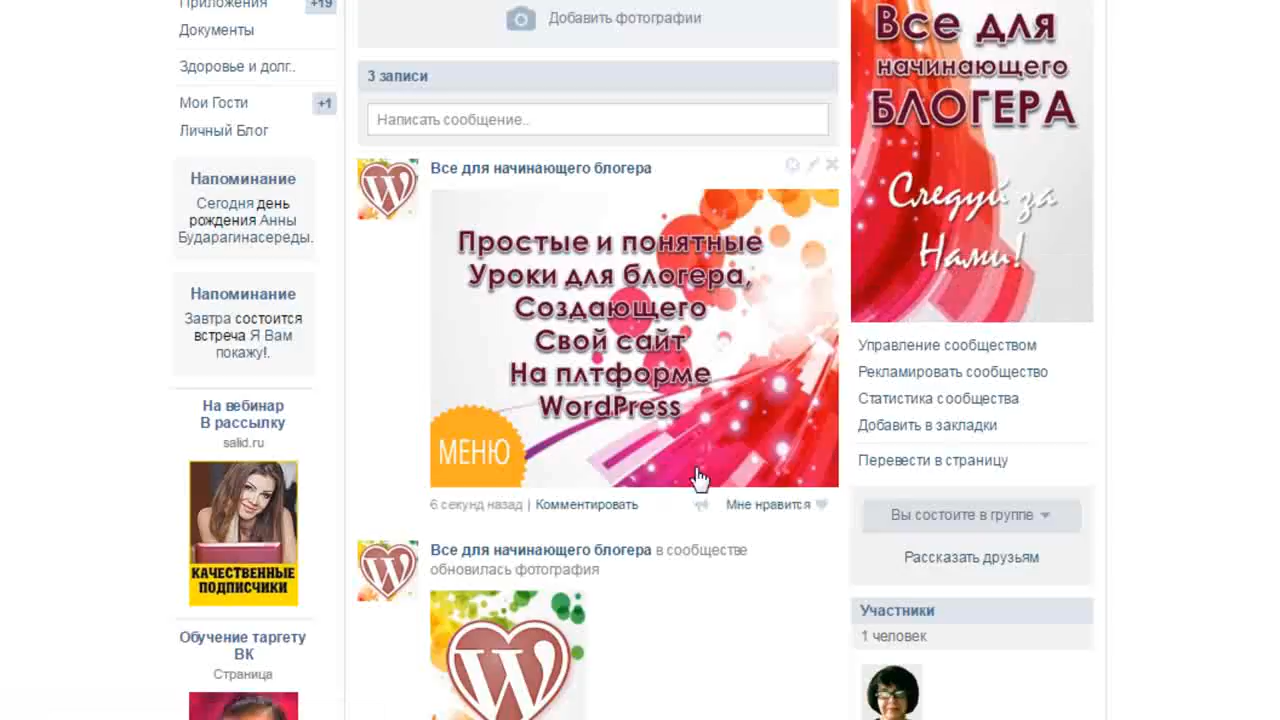 Приложения
+19
Документы
Здоровье и долг..
Мои Гости
+1
Личный Блог
Напоминание
Сегодня день
рождения Анны
Бударагинасереды.
Напоминание
Завтра состоится
встреча Я Вам
покажу!.
На вебинар
В рассылку
salid.ru
КАЧЕСТВЕННЫЕ
ПОДПИСЧИКИ
Обучение таргету
ВК
Страница
Добавить фотографии
3 записи
Написать сообщение..
Все для начинающего блогера
Простые и понятные
Уроки для блогера,
Создающего
Свой сайт
На плтформе
WordPress
МЕНЮ
6 секунд назад | Комментировать
Мне нравится
Все для начинающего блогера в сообществе
обновилась фотография
Все для
начинающего
БЛОГЕРА
Следуй за
Нами!
Управление сообществом
Рекламировать сообщество
Статистика сообщества
Добавить в закладки
Перевести в страницу
Вы состоите в группе
Рассказать друзьям
Участники
1 человек